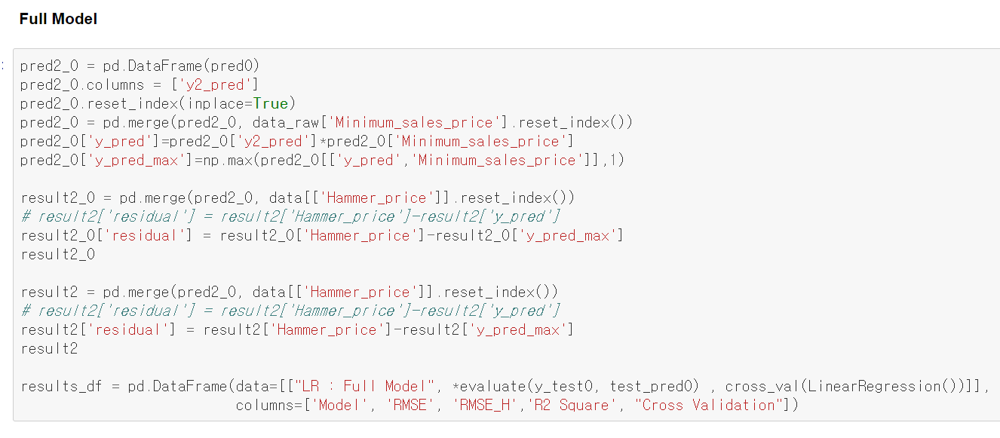 Full Model
:
pred2_0 = pd.DataFrame(pred0)
pred2_0.columns = ['y2_pred']
pred2_0.reset_index(inplace=True)
pred2_0 = pd.merge(pred2_0, data_raw['Minimum_sales_price'].reset_index())
pred2_0['y_pred']=pred2_0['y2_pred']*pred2_0['Minimum_sales_price']
pred2_0['y_pred_max']=np.max(pred2_0[['y_pred','Minimum_sales_price']],1)
result2_0 = pd.merge(pred2_0, data[['Hammer_price']].reset_index())
# result2['residual'] = result2['Hammer_price']-result2['y_pred']
result2_0['residual'] = result2_0['Hammer_price']-result2_0['y_pred_max']
result2_0
result2 = pd.merge(pred2_0, data[['Hammer_price']].reset_index())
# result2['residual'] = result2['Hammer_price']-result2['y_pred']
result2['residual'] = result2['Hammer_price']-result2['y_pred_max']
result2
results_df = pd.DataFrame(data=[["LR : Full Model", *evaluate(y_test0, test_pred0) , cross_val(LinearRegression())]],
columns=['Model', 'RMSE', 'RMSE_H','R2 Square', "Cross Validation"])